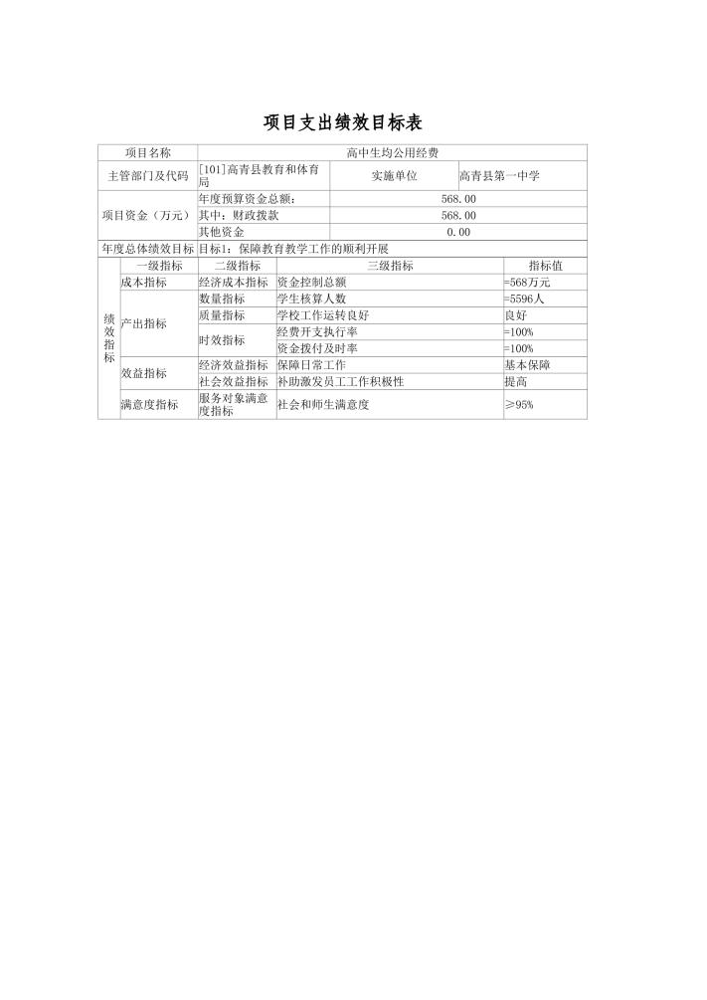 项目支出绩效目标表
项目名称 高中生均公用经费
主管部门及代码 [101]高青县教育和体育局 实施单位 高青县第一中学
项目资金（万元） 年度预算资金总额： 568.00
其中：财政拨款 568.00
其他资金 0.00
年度总体绩效目标 目标1：保障教育教学工作的顺利开展
绩效指标 一级指标 二级指标 三级指标 指标值
成本指标 经济成本指标 资金控制总额 =568万元
产出指标 数量指标 学生核算人数 =5596人
质量指标 学校工作运转良好 良好
时效指标 经费开支执行率 =100%
资金拨付及时率 =100%
效益指标 经济效益指标 保障日常工作 基本保障
社会效益指标 补助激发员工工作积极性 提高
满意度指标 服务对象满意度指标 社会和师生满意度 ≥95%